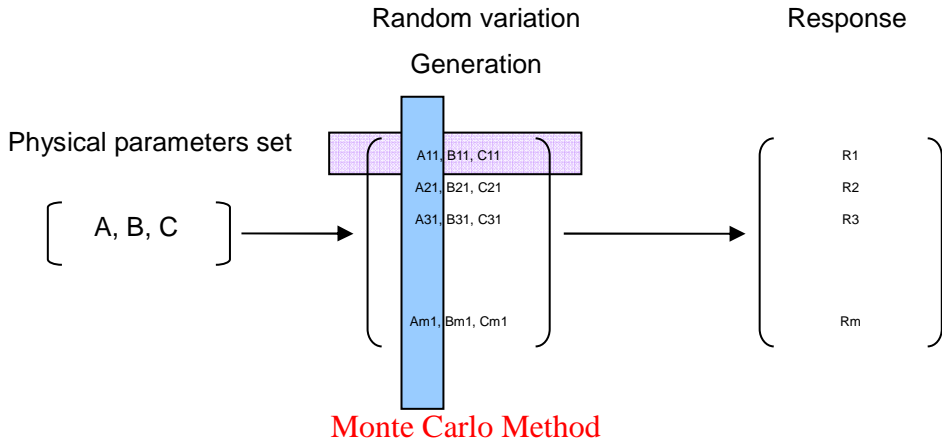 Random variation
Generation
Response
Physical parameters set
A, B, C
A11, B11, C11
A21, B21, C21
A31, B31, C31
Am1, Bm1, Cm1
R1
R2
R3
Rm
Monte Carlo Method